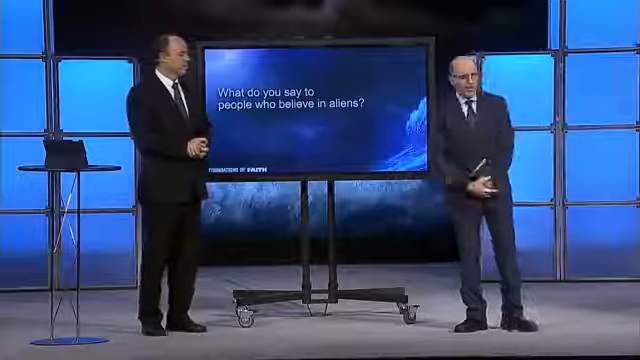 What do you say to
people who believe in aliens?
FOUNDATIONS OF FAITH